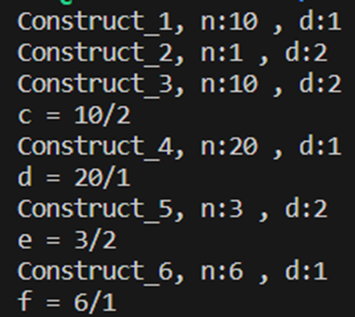 Construct_1, n:10 , d:1
Construct_2, n:1 , d:2
Construct_3, n:10 , d:2
c = 10/2
Construct_4, n:20 , d:1
d = 20/1
Construct_5, n:3 , d:2
e = 3/2
Construct_6, n:6 , d:1
f = 6/1